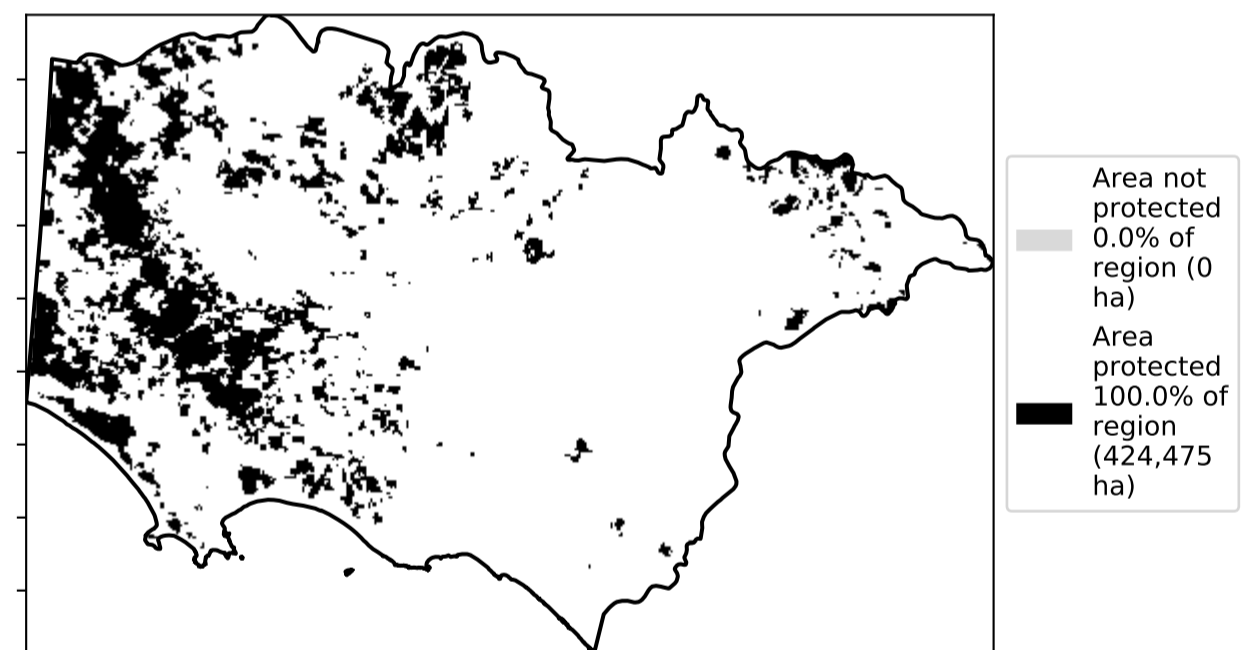 Area not
protected
0.0% of
region (0
ha)
Area
protected
100.0% of
region
(424,475
ha)